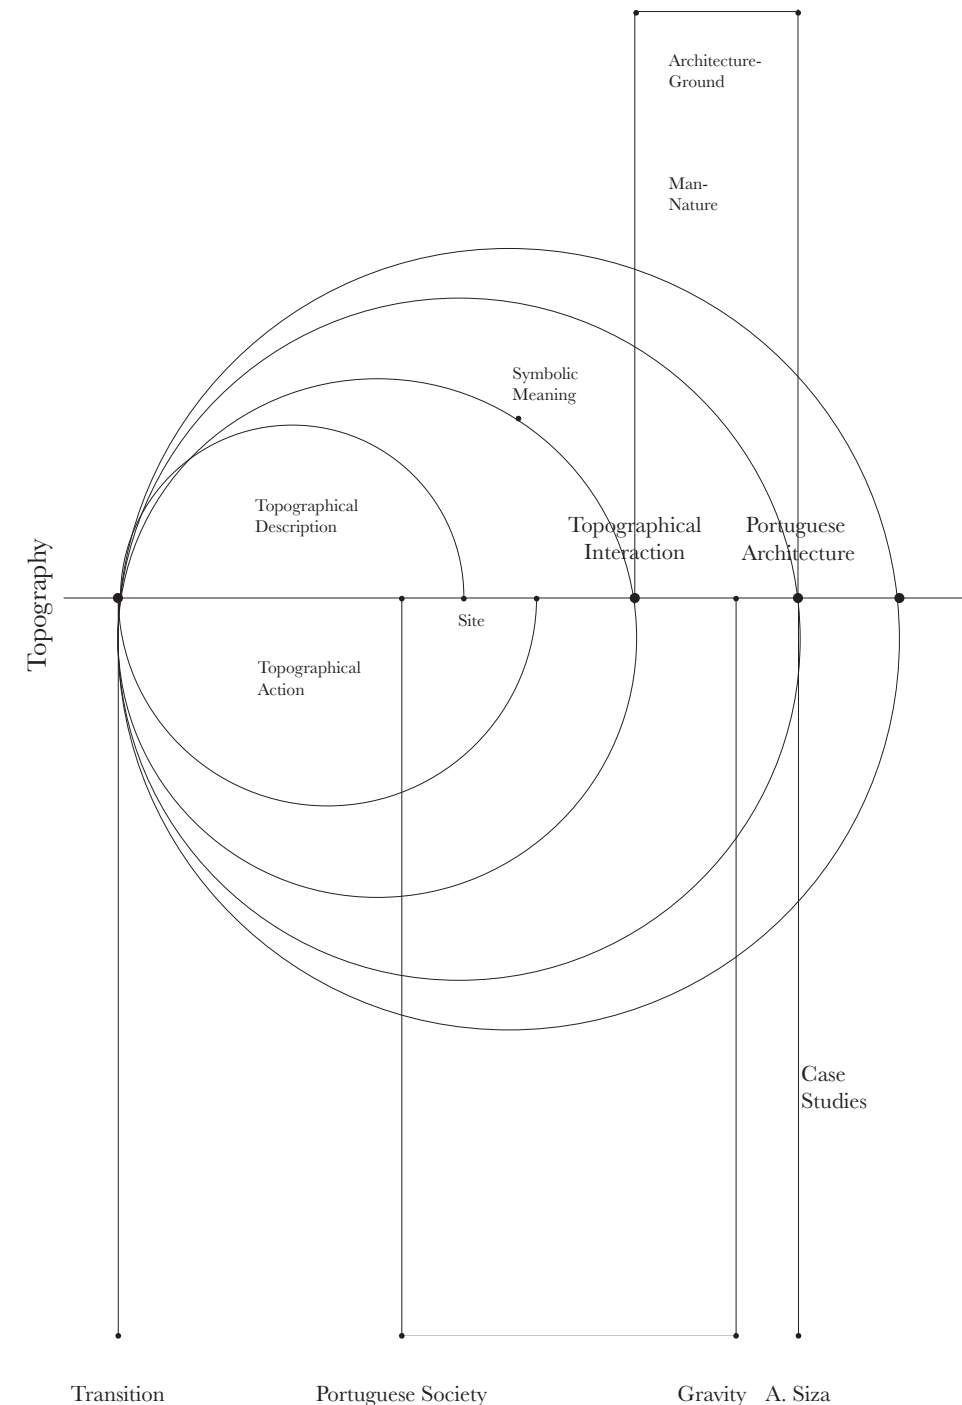 Architecture-
Ground
Man-
Nature
Symbolic
Meaning
Topographical
Description
Topographical
Interaction
Portuguese
Architecture
Topography
Site
Topographical
Action
Case
Studies
Transition
Portuguese Society
Gravity
A. Siza